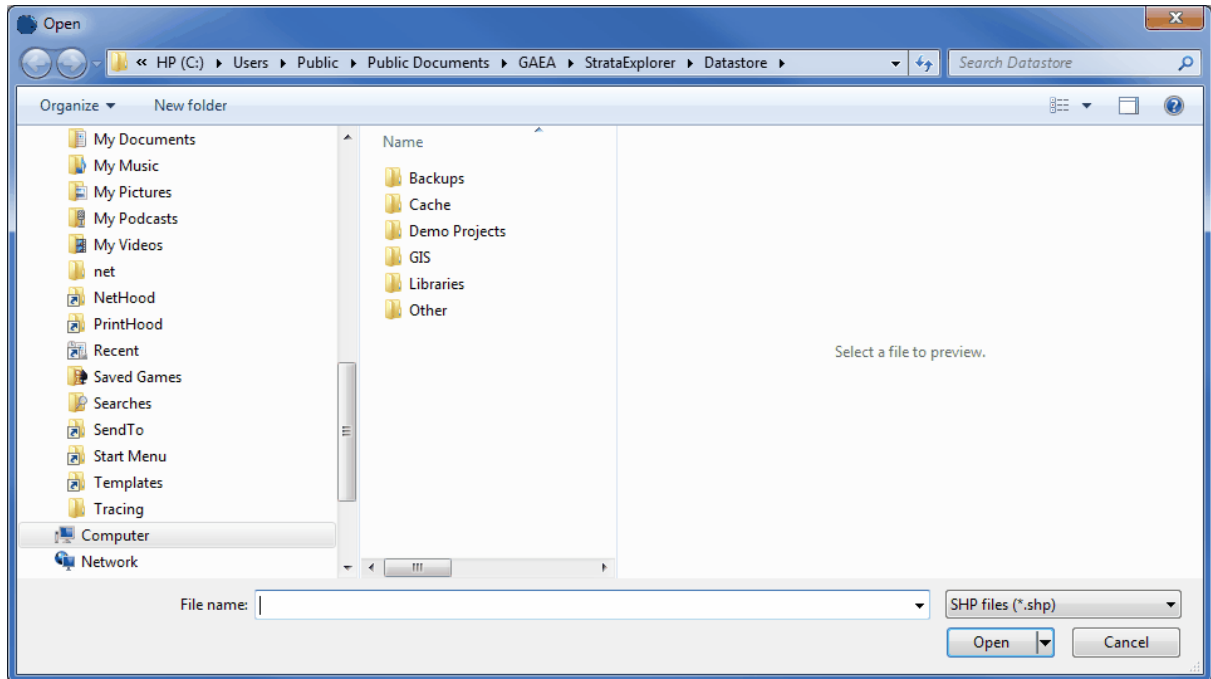 Open
« HP (C:) ▸ Users ▸ Public ▸ Public Documents ▸ GAEA ▸ StrataExplorer ▸ Datastore ▸
Search Datastore
Organize ▾ New folder
My Documents
My Music
My Pictures
My Podcasts
My Videos
net
NetHood
PrintHood
Recent
Saved Games
Searches
SendTo
Start Menu
Templates
Tracing
Computer
Network
Name
Backups
Cache
Demo Projects
GIS
Libraries
Other
Select a file to preview.
File name:
SHP files (*.shp)
Open
Cancel